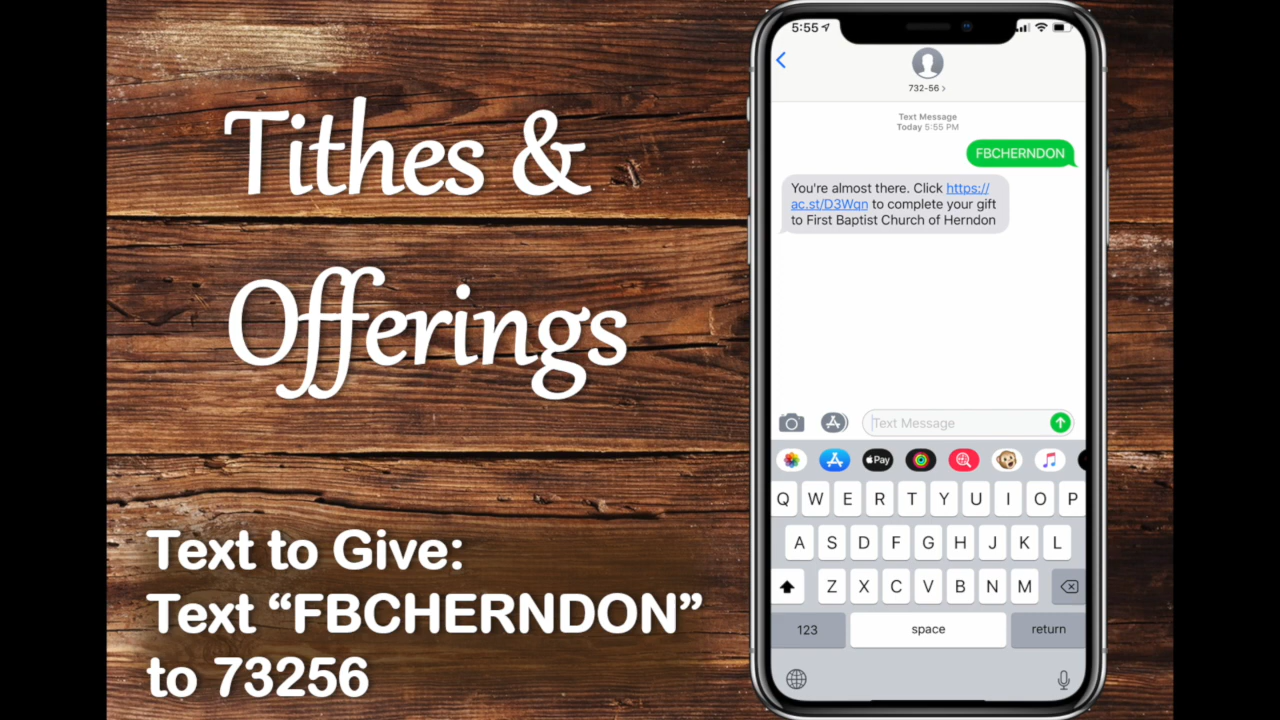 Tithes &
Offerings
Text to Give:
Text “FBCHERNDON”
to 73256
5:55
732-56 >
Text Message
Today 5:55 PM
FBCHERNDON
You're almost there. Click https://
ac.st/D3Wqn to complete your gift
to First Baptist Church of Herndon
Text Message
Pay
Q W E R T Y U I O P
A S D F G H J K L
Z X C V B N M
123 space return